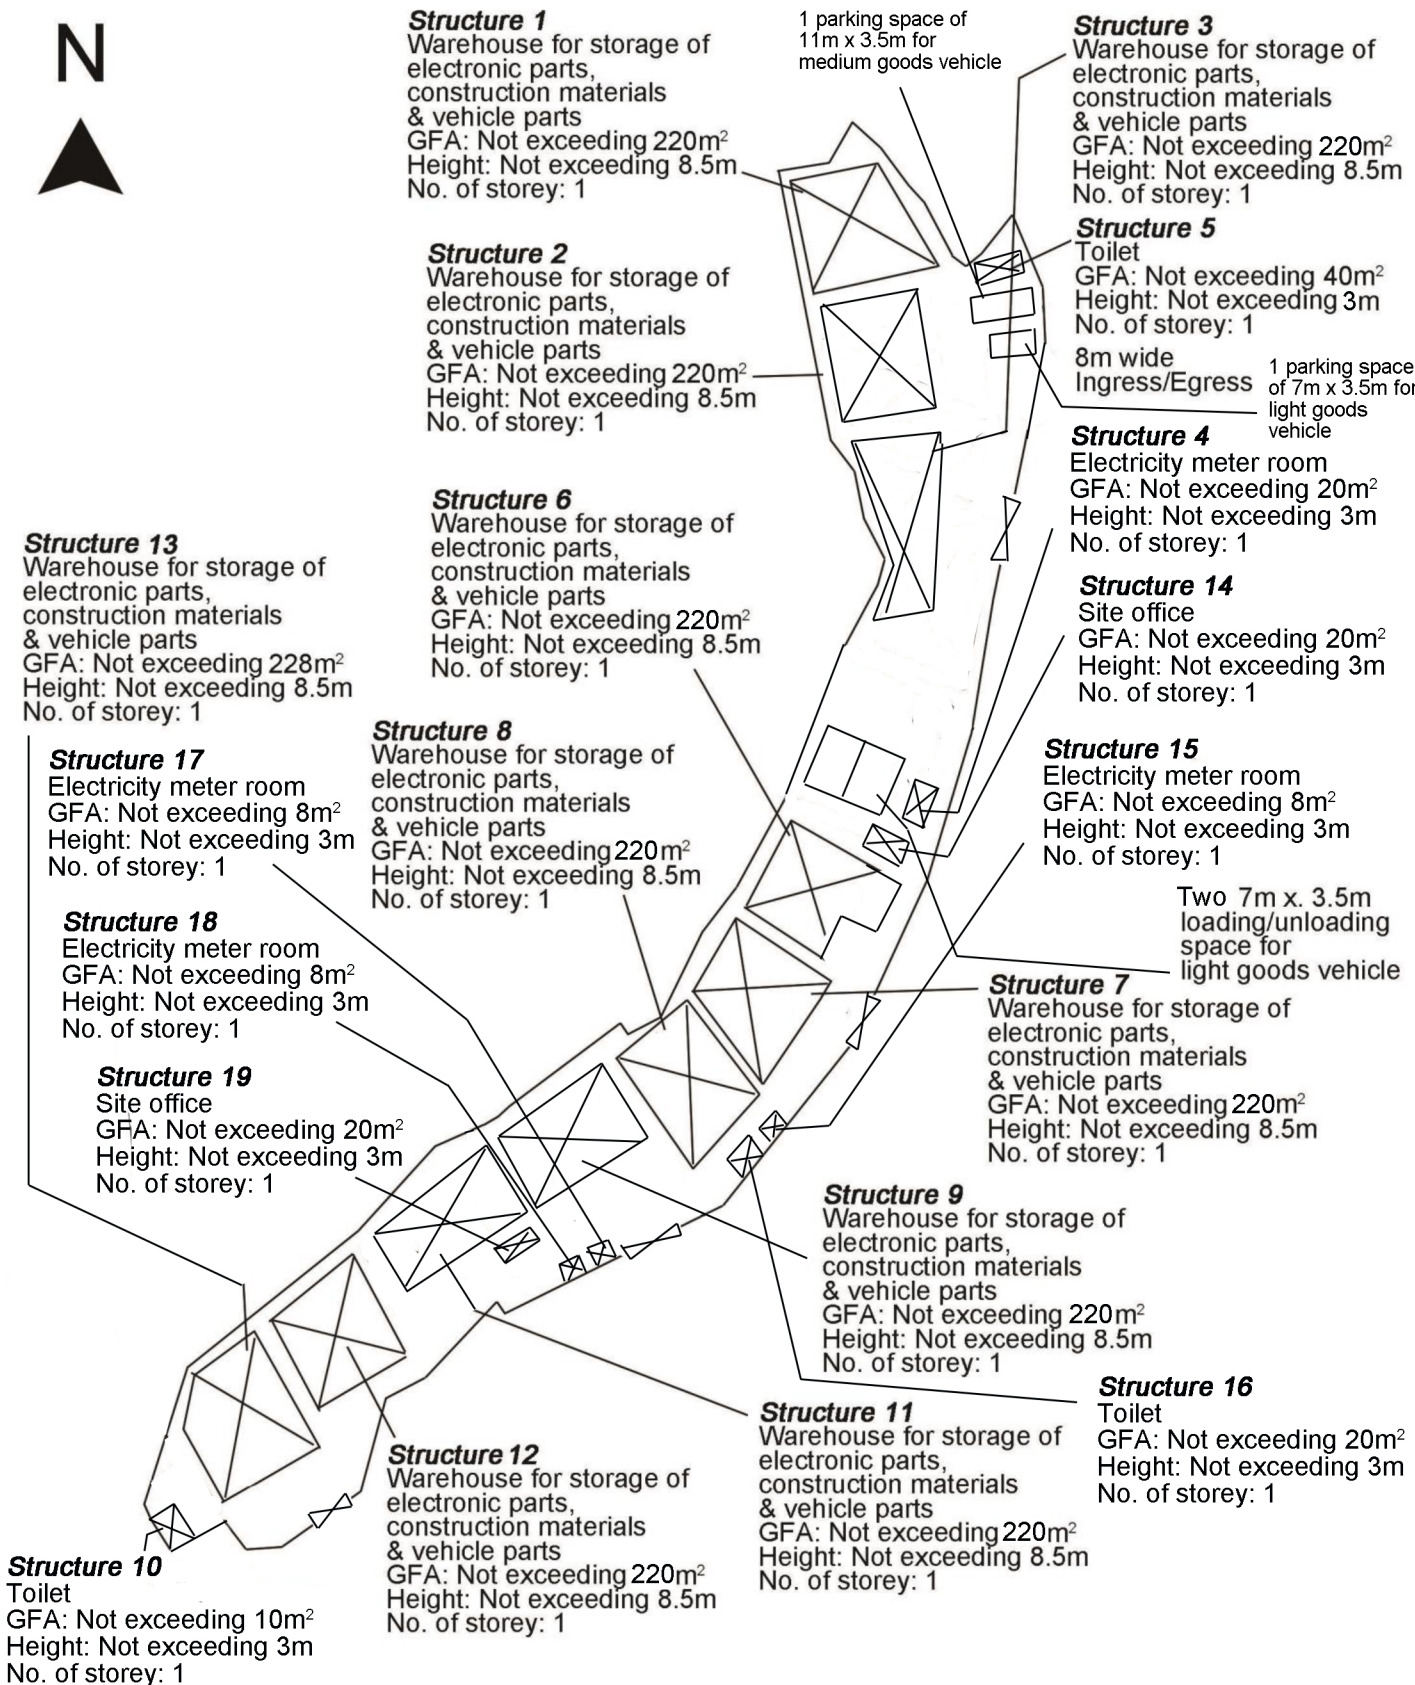 N
Structure 1
Warehouse for storage of
electronic parts,
construction materials
& vehicle parts
GFA: Not exceeding 220m²
Height: Not exceeding 8.5m
No. of storey: 1
1 parking space of
11m x 3.5m for
medium goods vehicle
Structure 3
Warehouse for storage of
electronic parts,
construction materials
& vehicle parts
GFA: Not exceeding 220m²
Height: Not exceeding 8.5m
No. of storey: 1
Structure 5
Toilet
GFA: Not exceeding 40m²
Height: Not exceeding 3m
No. of storey: 1
8m wide
Ingress/Egress
1 parking space
of 7m x 3.5m for
light goods
vehicle
Structure 2
Warehouse for storage of
electronic parts,
construction materials
& vehicle parts
GFA: Not exceeding 220m²
Height: Not exceeding 8.5m
No. of storey: 1
Structure 4
Electricity meter room
GFA: Not exceeding 20m²
Height: Not exceeding 3m
No. of storey: 1
Structure 6
Warehouse for storage of
electronic parts,
construction materials
& vehicle parts
GFA: Not exceeding 220m²
Height: Not exceeding 8.5m
No. of storey: 1
Structure 13
Warehouse for storage of
electronic parts,
construction materials
& vehicle parts
GFA: Not exceeding 228m²
Height: Not exceeding 8.5m
No. of storey: 1
Structure 14
Site office
GFA: Not exceeding 20m²
Height: Not exceeding 3m
No. of storey: 1
Structure 8
Warehouse for storage of
electronic parts,
construction materials
& vehicle parts
GFA: Not exceeding 220m²
Height: Not exceeding 8.5m
No. of storey: 1
Structure 17
Electricity meter room
GFA: Not exceeding 8m²
Height: Not exceeding 3m
No. of storey: 1
Structure 15
Electricity meter room
GFA: Not exceeding 8m²
Height: Not exceeding 3m
No. of storey: 1
Two 7m x. 3.5m
loading/unloading
space for
light goods vehicle
Structure 18
Electricity meter room
GFA: Not exceeding 8m²
Height: Not exceeding 3m
No. of storey: 1
Structure 7
Warehouse for storage of
electronic parts,
construction materials
& vehicle parts
GFA: Not exceeding 220m²
Height: Not exceeding 8.5m
No. of storey: 1
Structure 19
Site office
GFA: Not exceeding 20m²
Height: Not exceeding 3m
No. of storey: 1
Structure 9
Warehouse for storage of
electronic parts,
construction materials
& vehicle parts
GFA: Not exceeding 220m²
Height: Not exceeding 8.5m
No. of storey: 1
Structure 16
Toilet
GFA: Not exceeding 20m²
Height: Not exceeding 3m
No. of storey: 1
Structure 11
Warehouse for storage of
electronic parts,
construction materials
& vehicle parts
GFA: Not exceeding 220m²
Height: Not exceeding 8.5m
No. of storey: 1
Structure 12
Warehouse for storage of
electronic parts,
construction materials
& vehicle parts
GFA: Not exceeding 220m²
Height: Not exceeding 8.5m
No. of storey: 1
Structure 10
Toilet
GFA: Not exceeding 10m²
Height: Not exceeding 3m
No. of storey: 1